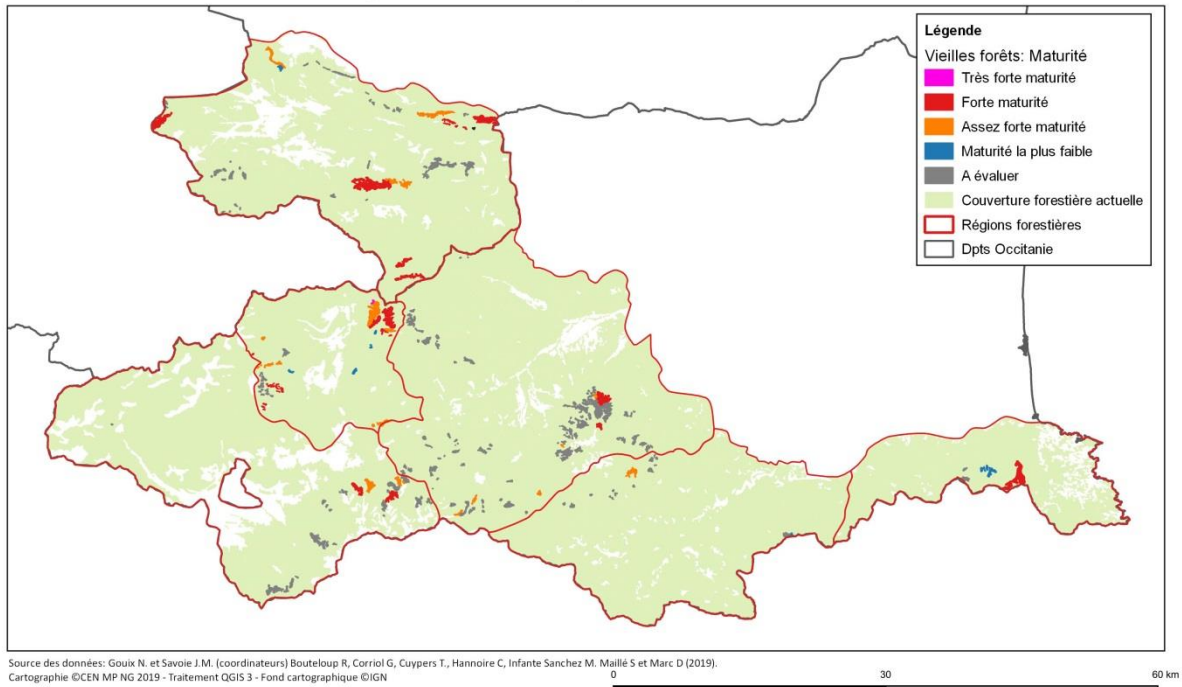 Légende
Vieilles forêts: Maturité
Très forte maturité
Forte maturité
Assez forte maturité
Maturité la plus faible
A évaluer
Couverture forestière actuelle
Régions forestières
Dpts Occitanie
Source des données: Gouix N. et Savoie J.M. (coordinateurs) Bouteloup R, Corriol G, Cuypers T., Hannoire C, Infante Sanchez M. Maillé S et Marc D (2019).
Cartographie ©CEN MP NG 2019 - Traitement QGIS 3 - Fond cartographique ©IGN
0 30 60 km